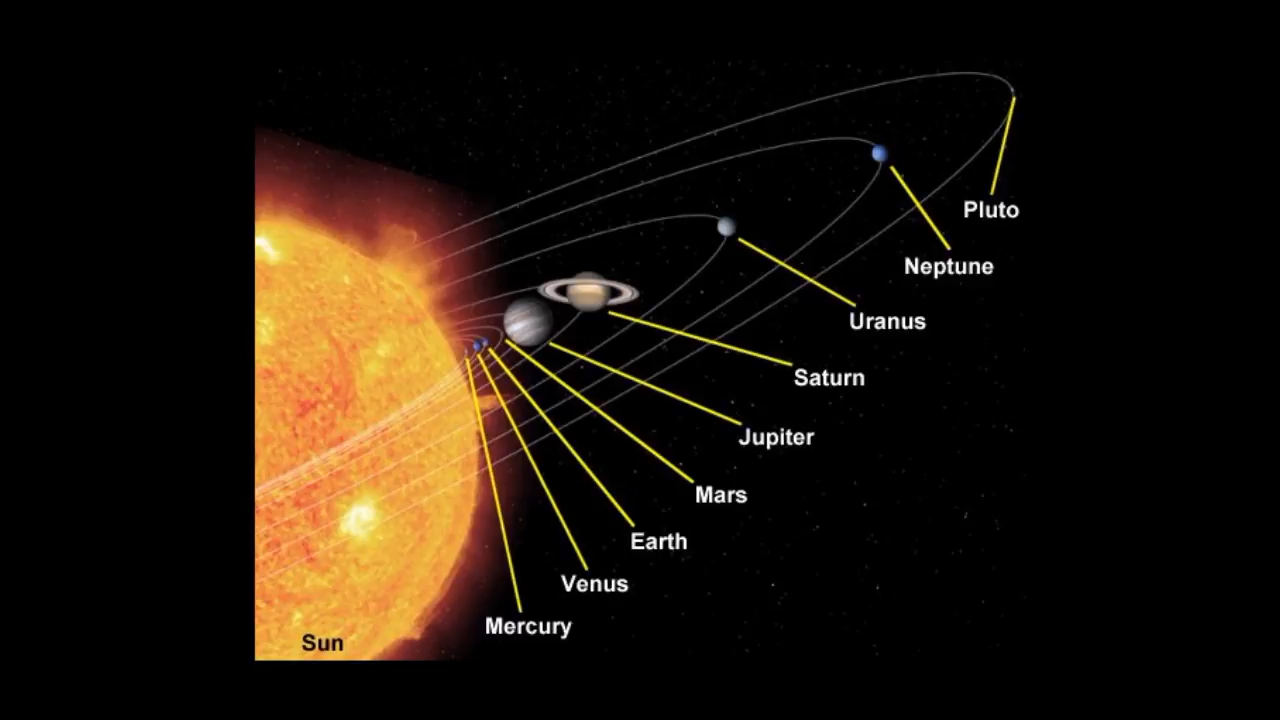 Pluto
Neptune
Uranus
Saturn
Jupiter
Mars
Earth
Venus
Mercury
Sun